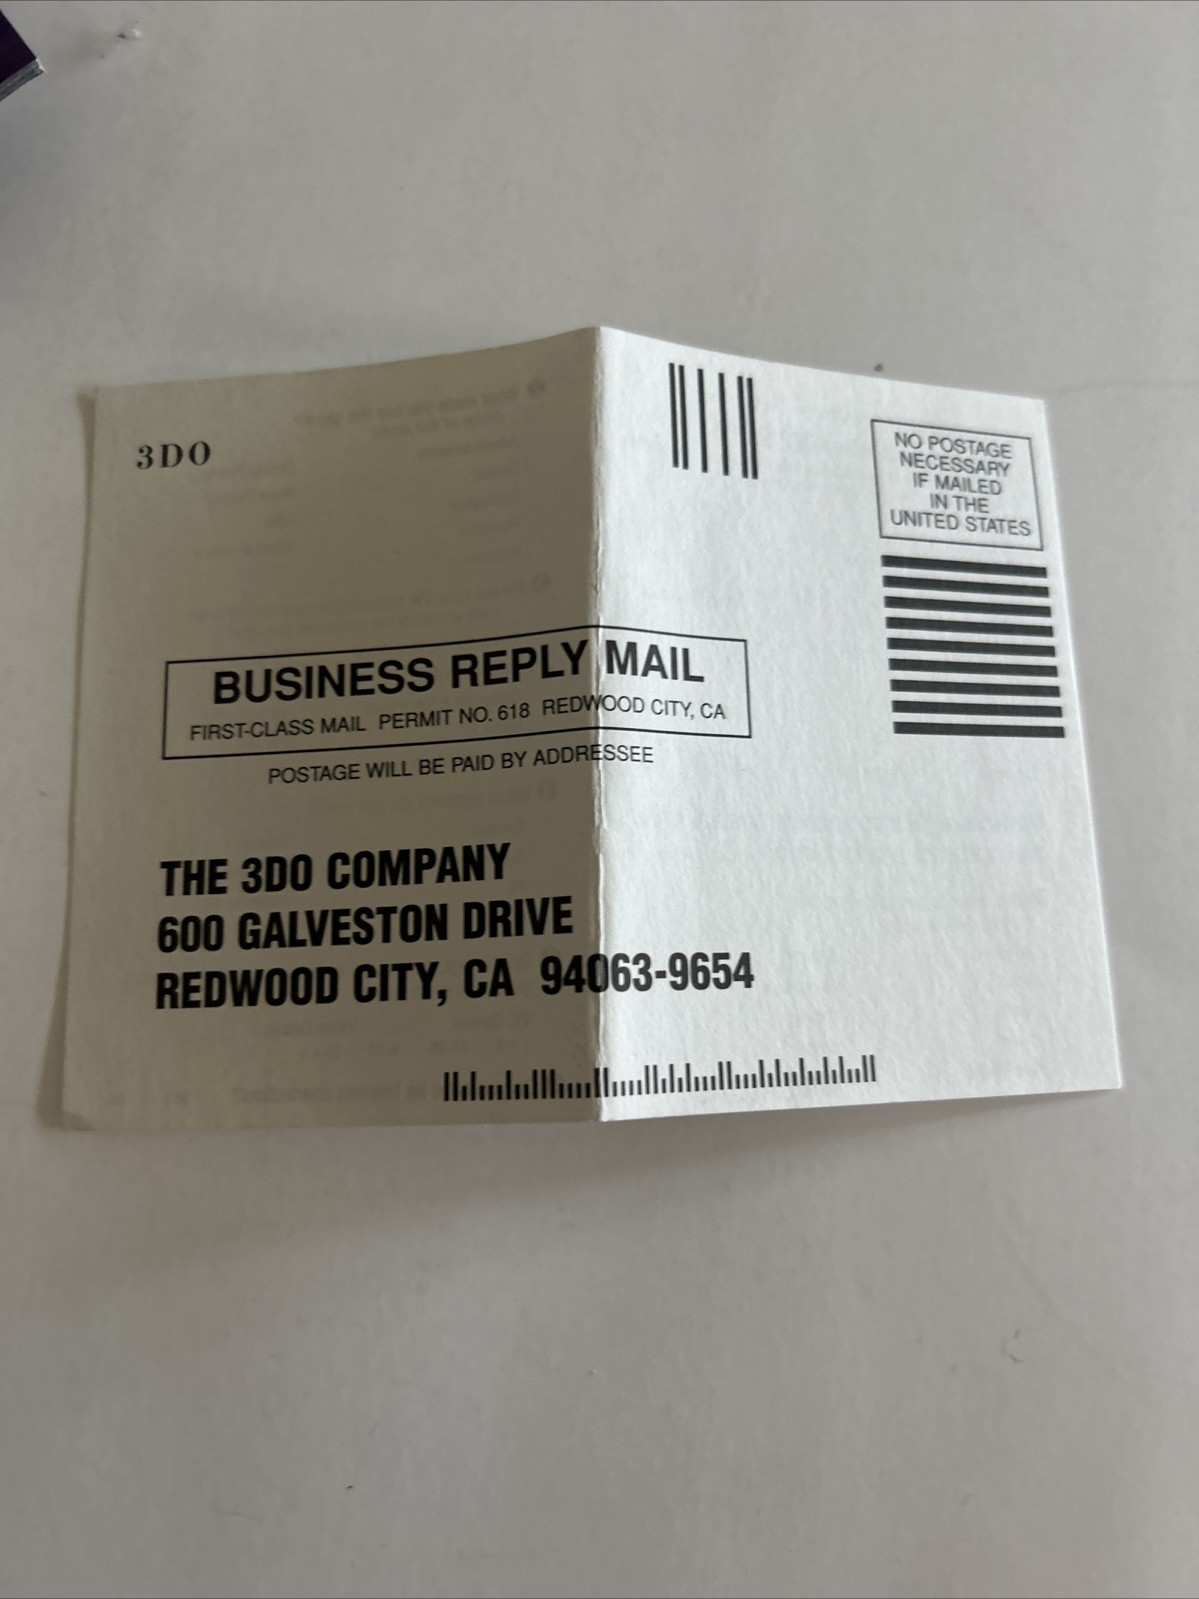 3DO
NO POSTAGE
NECESSARY
IF MAILED
IN THE
UNITED STATES
BUSINESS REPLY MAIL
FIRST-CLASS MAIL PERMIT NO. 618 REDWOOD CITY, CA
POSTAGE WILL BE PAID BY ADDRESSEE
THE 3DO COMPANY
600 GALVESTON DRIVE
REDWOOD CITY, CA 94063-9654